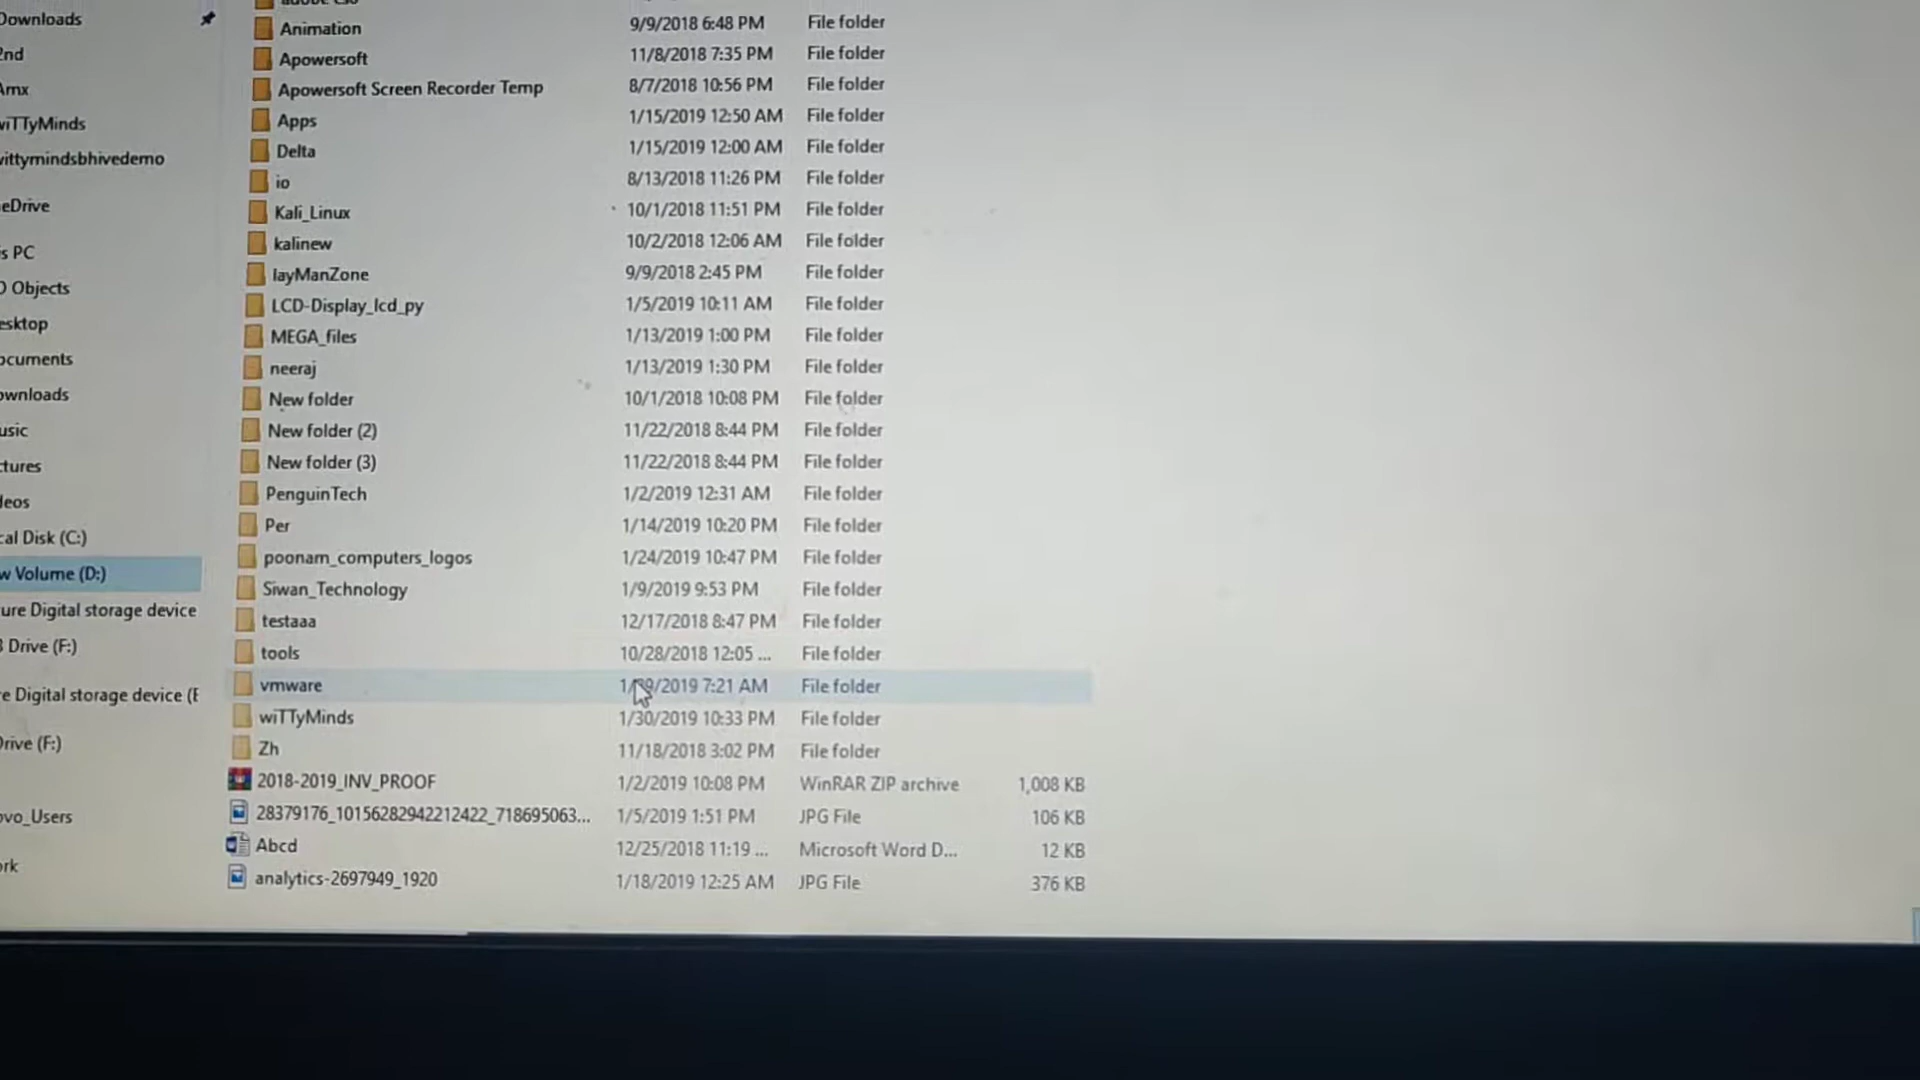 Downloads
2nd
Amx
wiTTyMinds
wittymindsbhivedemo
eDrive
is PC
D Objects
esktop
ocuments
ownloads
usic
ctures
deos
cal Disk (C:)
w Volume (D:)
ure Digital storage device
B Drive (F:)
re Digital storage device (E
Drive (F:)
ovo_Users
ork
Animation 9/9/2018 6:48 PM File folder
Apowersoft 11/8/2018 7:35 PM File folder
Apowersoft Screen Recorder Temp 8/7/2018 10:56 PM File folder
Apps 1/15/2019 12:50 AM File folder
Delta 1/15/2019 12:00 AM File folder
io 8/13/2018 11:26 PM File folder
Kali_Linux 10/1/2018 11:51 PM File folder
kalinew 10/2/2018 12:06 AM File folder
layManZone 9/9/2018 2:45 PM File folder
LCD-Display_lcd_py 1/5/2019 10:11 AM File folder
MEGA_files 1/13/2019 1:00 PM File folder
neeraj 1/13/2019 1:30 PM File folder
New folder 10/1/2018 10:08 PM File folder
New folder (2) 11/22/2018 8:44 PM File folder
New folder (3) 11/22/2018 8:44 PM File folder
PenguinTech 1/2/2019 12:31 AM File folder
Per 1/14/2019 10:20 PM File folder
poonam_computers_logos 1/24/2019 10:47 PM File folder
Siwan_Technology 1/9/2019 9:53 PM File folder
testaaa 12/17/2018 8:47 PM File folder
tools 10/28/2018 12:05 ... File folder
vmware 7:21 AM File folder
wiTTyMinds 1/30/2019 10:33 PM File folder
Zh 11/18/2018 3:02 PM File folder
2018-2019_INV_PROOF 1/2/2019 10:08 PM WinRAR ZIP archive 1,008 KB
28379176_10156282942212422_718695063... 1/5/2019 1:51 PM JPG File 106 KB
Abcd 12/25/2018 11:19 ... Microsoft Word D... 12 KB
analytics-2697949_1920 1/18/2019 12:25 AM JPG File 376 KB